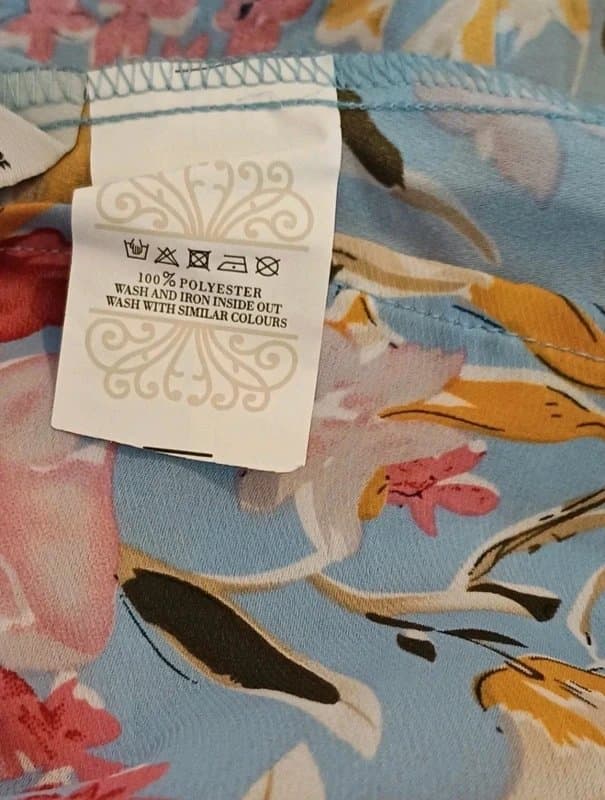 100% POLYESTER
WASH AND IRON INSIDE OUT
WASH WITH SIMILAR COLOURS